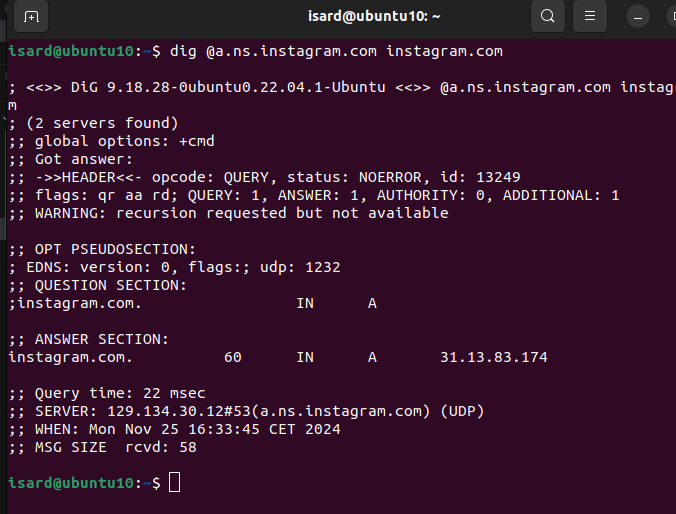 isard@ubuntu10: ~
isard@ubuntu10:~$ dig @a.ns.instagram.com instagram.com

; <<>> DiG 9.18.28-0ubuntu0.22.04.1-Ubuntu <<>> @a.ns.instagram.com instagra
m
; (2 servers found)
;; global options: +cmd
;; Got answer:
;; ->>HEADER<<- opcode: QUERY, status: NOERROR, id: 13249
;; flags: qr aa rd; QUERY: 1, ANSWER: 1, AUTHORITY: 0, ADDITIONAL: 1
;; WARNING: recursion requested but not available

;; OPT PSEUDOSECTION:
; EDNS: version: 0, flags:; udp: 1232
;; QUESTION SECTION:
;instagram.com.			IN	A

;; ANSWER SECTION:
instagram.com.		60	IN	A	31.13.83.174

;; Query time: 22 msec
;; SERVER: 129.134.30.12#53(a.ns.instagram.com) (UDP)
;; WHEN: Mon Nov 25 16:33:45 CET 2024
;; MSG SIZE  rcvd: 58

isard@ubuntu10:~$